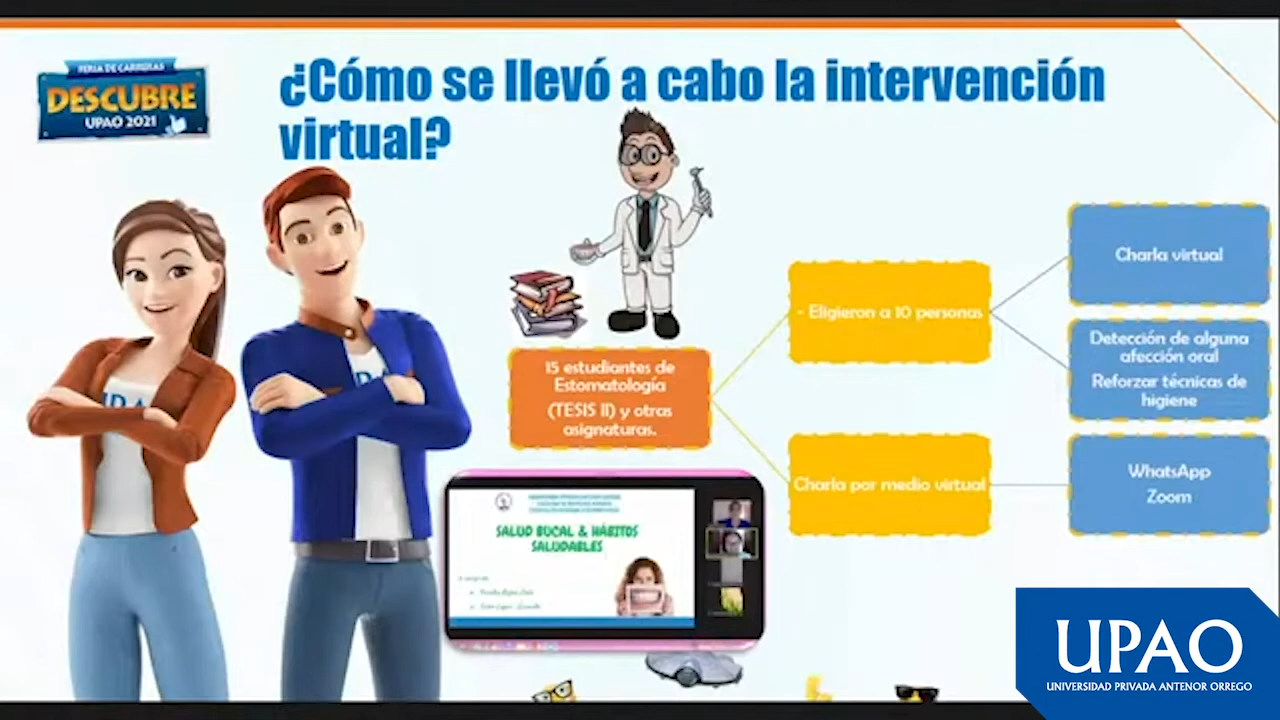 FERIA DE CARRERAS
DESCUBRE
UPAO 2021
¿Cómo se llevó a cabo la intervención
virtual?
15 estudiantes de
Estomatología
(TESIS II) y otras
asignaturas.
- Eligieron a 10 personas
Charla por medio virtual
Charla virtual
Detección de alguna
afección oral
Reforzar técnicas de
higiene
WhatsApp
Zoom
SALUD BUCAL & HÁBITOS
SALUDABLES
UPAO
UNIVERSIDAD PRIVADA ANTENOR ORREGO